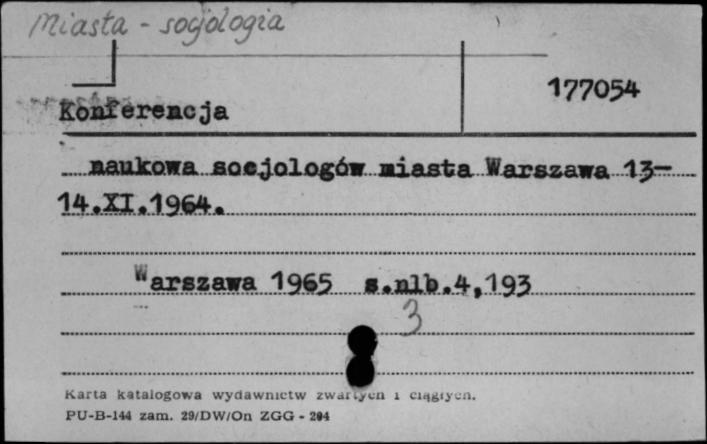 Miasta - socjologia
177054
Konferencja
naukowa socjologów miasta Warszawa 13-
14.XI.1964.
Warszawa 1965 s.nlb.4,193
3
Karta katalogowa wydawnictw zwartych i ciągłych.
PU-B-144 zam. 29/DW/On ZGG - 204